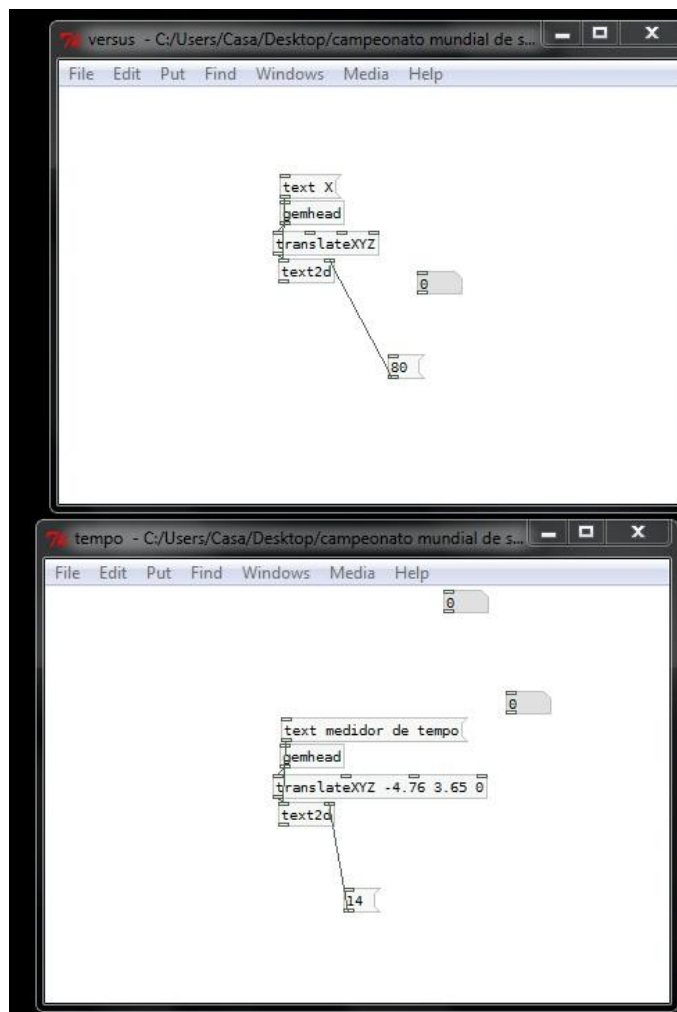 versus - C:/Users/Casa/Desktop/campeonato mundial de s...
File Edit Put Find Windows Media Help
text X
gemhead
translateXYZ
text2d
0
80
tempo - C:/Users/Casa/Desktop/campeonato mundial de s...
File Edit Put Find Windows Media Help
0
0
text medidor de tempo
gemhead
translateXYZ -4.76 3.65 0
text2d
14